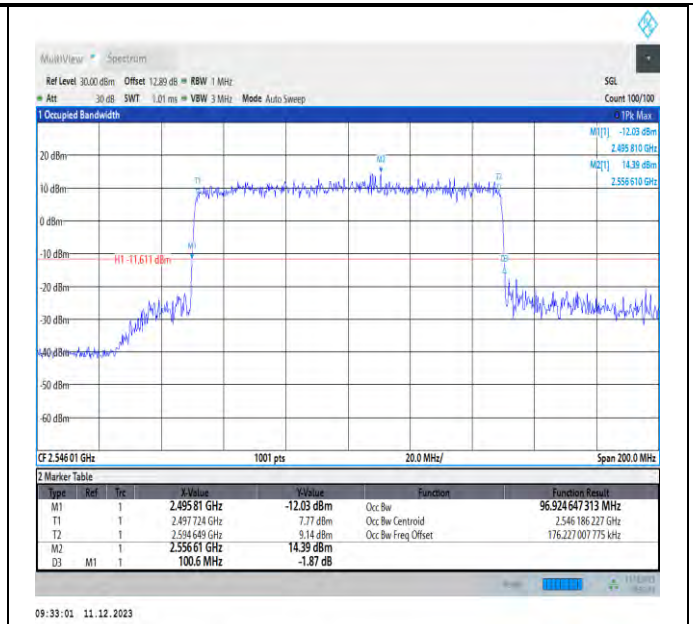 MultiView Spectrum
Ref Level 30.00 dBm Offset 12.89 dB RBW 1 MHz SGL
Att 30 dB SWT 1.01 ms VBW 3 MHz Mode Auto Sweep Count 100/100
1 Occupied Bandwidth 1Pk Max
M1[1] -12.03 dBm
2.495 810 GHz
M2[1] 14.39 dBm
2.556 610 GHz
20 dBm
M2
T1 T2
10 dBm
0 dBm
M1
-10 dBm
H1 -11.611 dBm D3
-20 dBm
-30 dBm
-40 dBm
-50 dBm
-60 dBm
CF 2.546 01 GHz 1001 pts 20.0 MHz/ Span 200.0 MHz
2 Marker Table
Type Ref Trc X-Value Y-Value Function Function Result
M1 1 2.495 81 GHz -12.03 dBm Occ Bw 96.924 647 313 MHz
T1 1 2.497 724 GHz 7.77 dBm Occ Bw Centroid 2.546 186 227 GHz
T2 1 2.594 649 GHz 9.14 dBm Occ Bw Freq Offset 176.227 007 775 kHz
M2 1 2.556 61 GHz 14.39 dBm
D3 M1 1 100.6 MHz -1.87 dB
09:33:01 11.12.2023